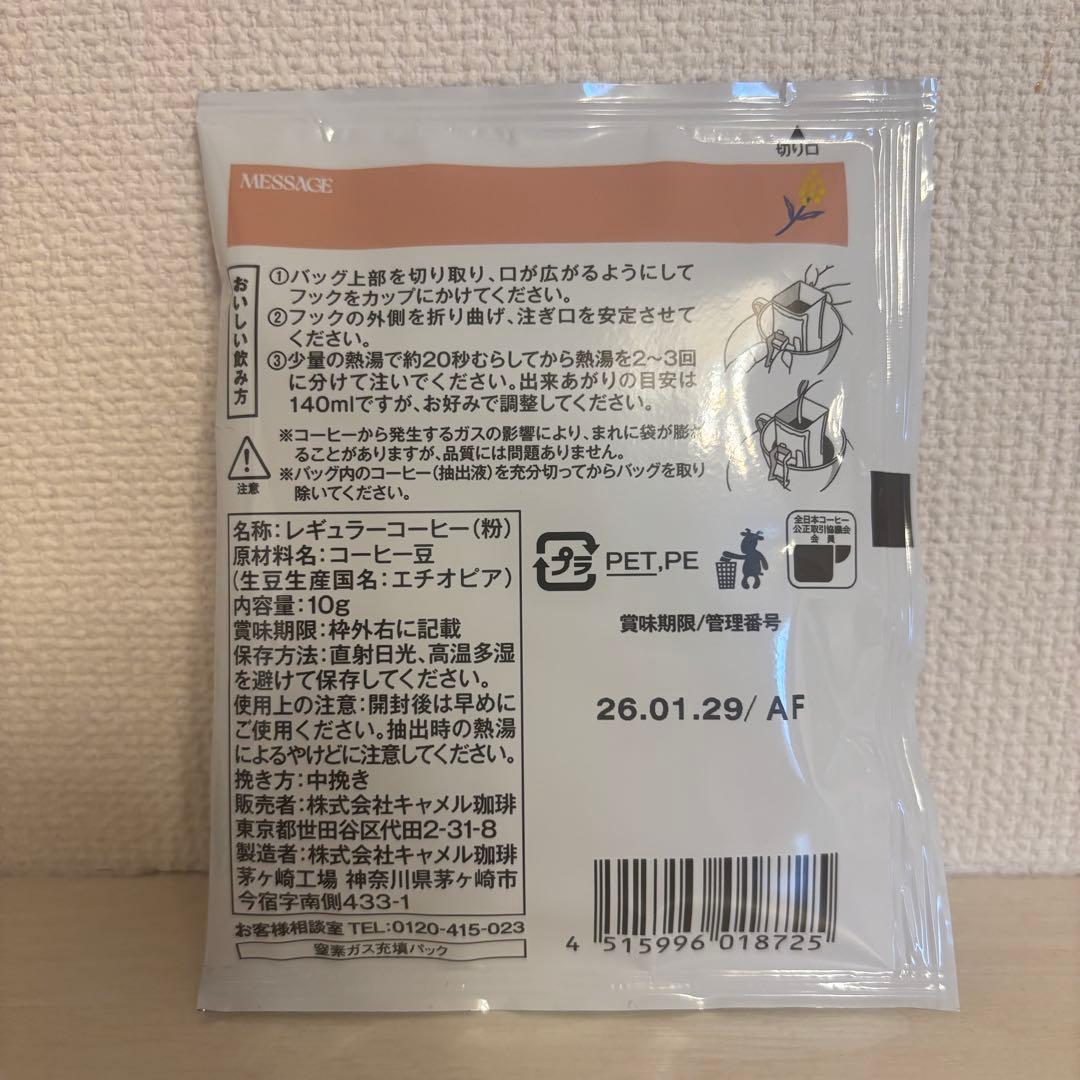 切り口
MESSAGE
おいしい飲み方
①バッグ上部を切り取り、口が広がるようにして
フックをカップにかけてください。
②フックの外側を折り曲げ、注ぎ口を安定させて
ください。
③少量の熱湯で約20秒むらしてから熱湯を2〜3回
に分けて注いでください。出来あがりの目安は
140mlですが、お好みで調整してください。
注意
※コーヒーから発生するガスの影響により、まれに袋が膨れ
ることがありますが、品質には問題ありません。
※バッグ内のコーヒー(抽出液)を充分切ってからバッグを取り
除いてください。
名称:レギュラーコーヒー(粉)
原材料名:コーヒー豆
(生豆生産国名:エチオピア)
内容量:10g
賞味期限:枠外右に記載
保存方法:直射日光、高温多湿
を避けて保存してください。
使用上の注意:開封後は早めに
ご使用ください。抽出時の熱湯
によるやけどに注意してください。
挽き方:中挽き
販売者:株式会社キャメル珈琲
東京都世田谷区代田2-31-8
製造者:株式会社キャメル珈琲
茅ヶ崎工場 神奈川県茅ヶ崎市
今宿字南側433-1
お客様相談室 TEL:0120-415-023
窒素ガス充填パック
プラ
PET,PE
全日本コーヒー
公正取引協議会
会員
賞味期限/管理番号
26.01.29/ AF
4 515996 018725